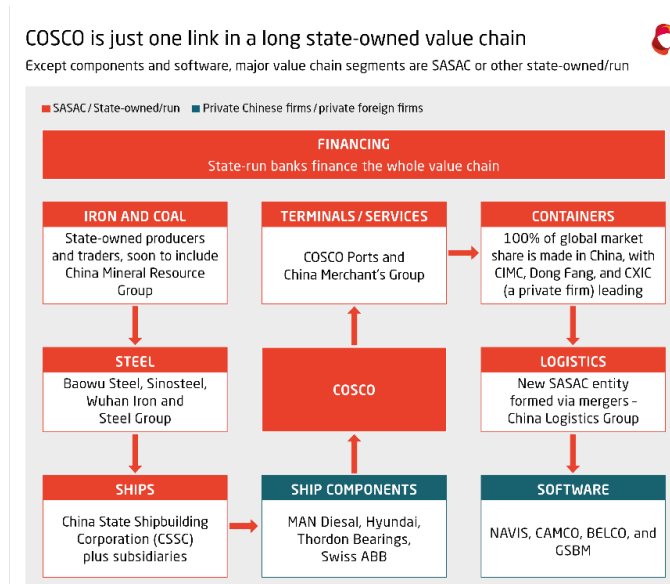 COSCO is just one link in a long state-owned value chain
Except components and software, major value chain segments are SASAC or other state-owned/run
SASAC/State-owned/run
Private Chinese firms/private foreign firms
FINANCING
State-run banks finance the whole value chain
IRON AND COAL
State-owned producers
and traders, soon to include
China Mineral Resource
Group
STEEL
Baowu Steel, Sinosteel,
Wuhan Iron and
Steel Group
SHIPS
China State Shipbuilding
Corporation (CSSC)
plus subsidiaries
SHIP COMPONENTS
MAN Diesal, Hyundai,
Thordon Bearings,
Swiss ABB
COSCO
TERMINALS/SERVICES
COSCO Ports and
China Merchant's Group
CONTAINERS
100% of global market
share is made in China, with
CIMC, Dong Fang, and CXIC
(a private firm) leading
LOGISTICS
New SASAC entity
formed via mergers –
China Logistics Group
SOFTWARE
NAVIS, CAMCO, BELCO, and
GSBM